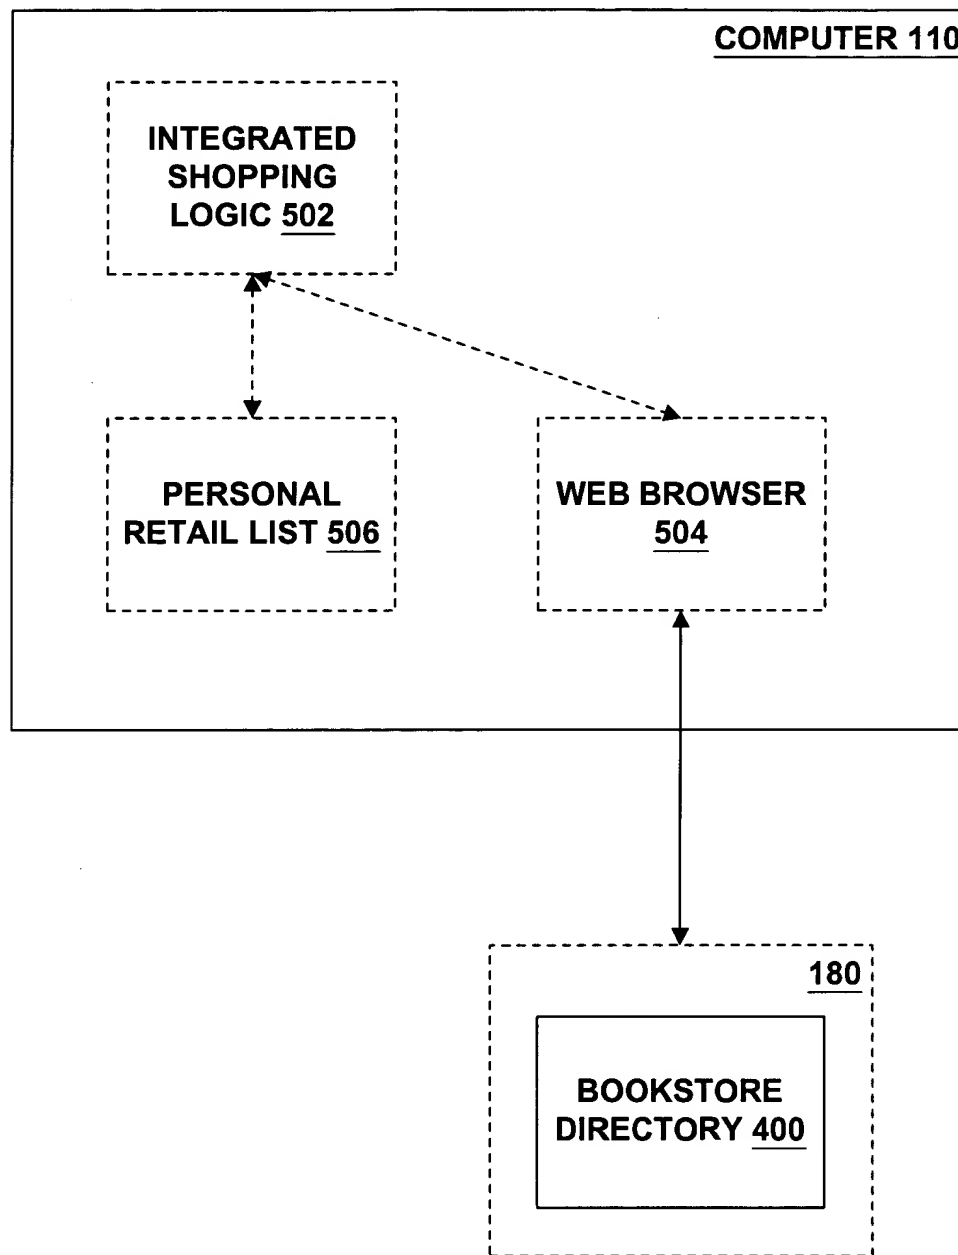 COMPUTER 110
INTEGRATED
SHOPPING
LOGIC 502
PERSONAL
RETAIL LIST 506
WEB BROWSER
504
180
BOOKSTORE
DIRECTORY 400